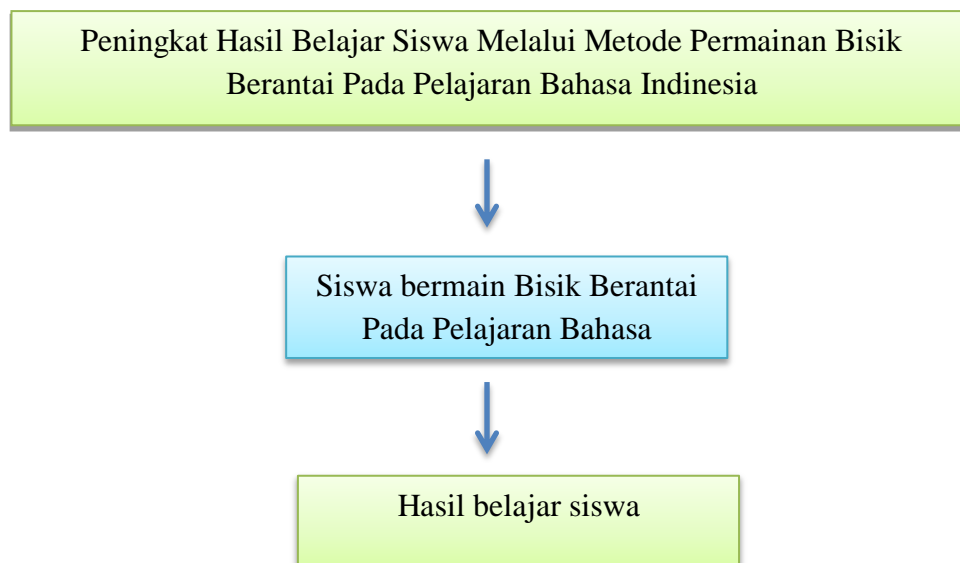 Peningkat Hasil Belajar Siswa Melalui Metode Permainan Bisik
Berantai Pada Pelajaran Bahasa Indinesia
Siswa bermain Bisik Berantai
Pada Pelajaran Bahasa
Hasil belajar siswa